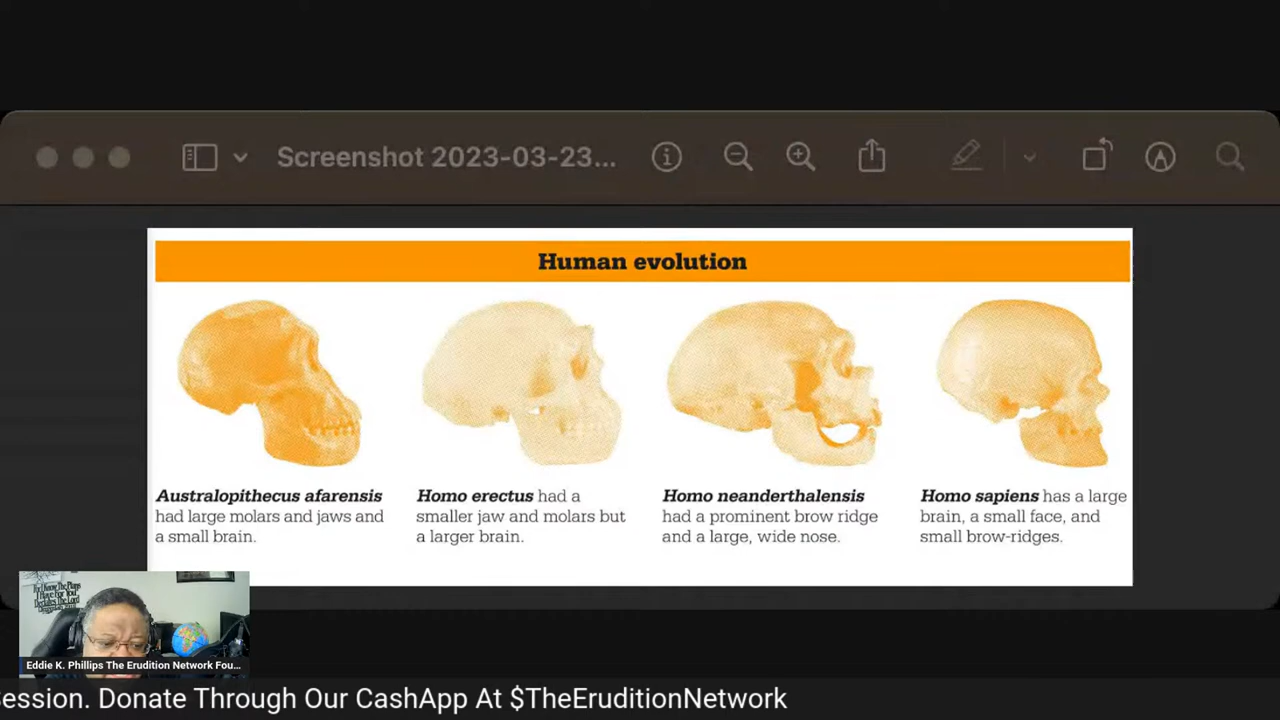 Screenshot 2023-03-23...
Human evolution
Australopithecus afarensis
had large molars and jaws and
a small brain.
Homo erectus had a
smaller jaw and molars but
a larger brain.
Homo neanderthalensis
had a prominent brow ridge
and a large, wide nose.
Homo sapiens has a large
brain, a small face, and
small brow-ridges.
Eddie K. Phillips The Erudition Network Fou...
Session. Donate Through Our CashApp At $TheEruditionNetwork